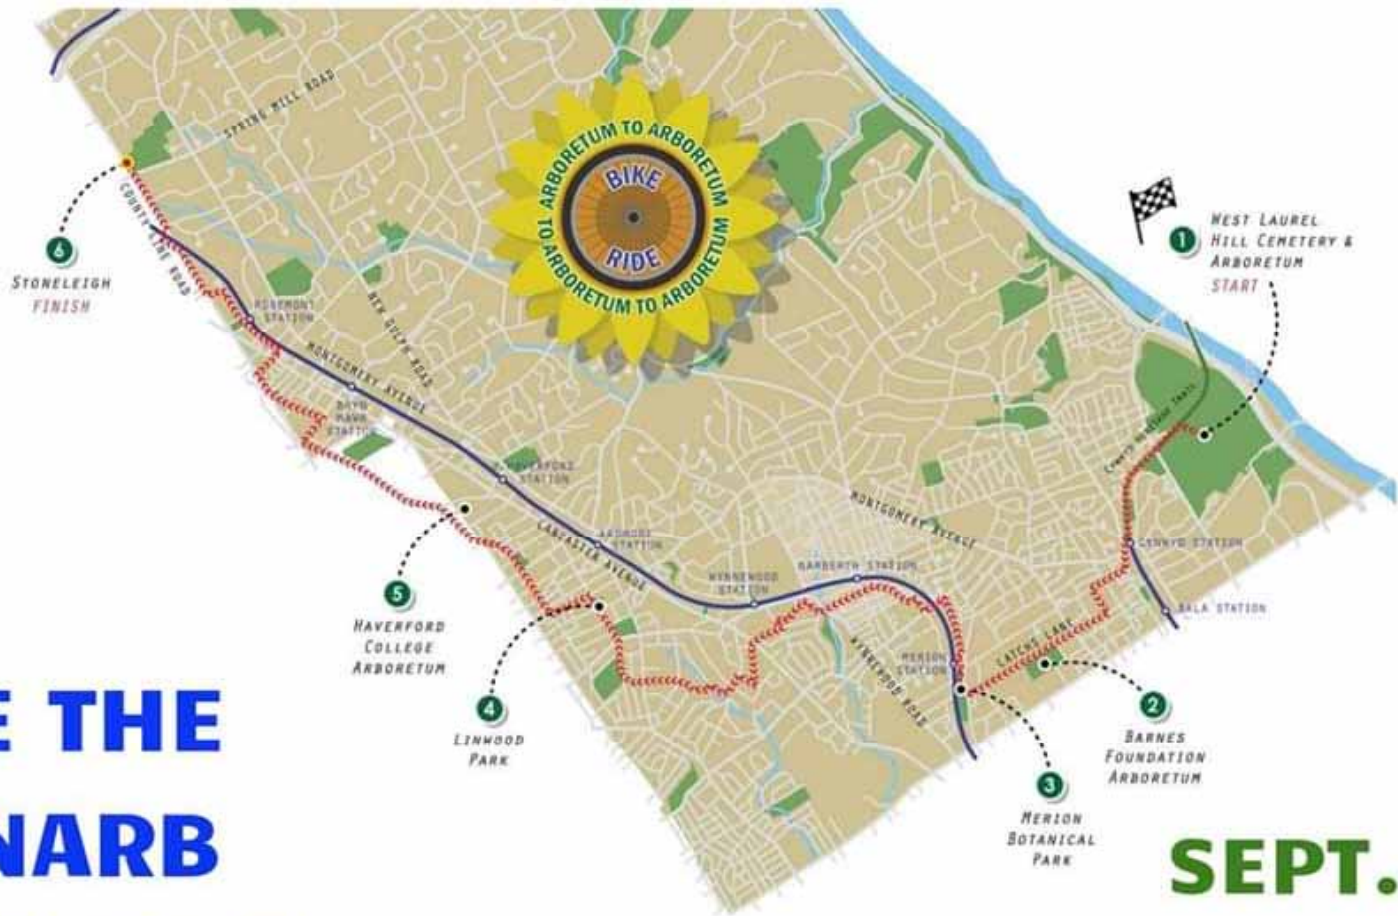 SPRING MILL ROAD
ARBORETUM TO ARBORETUM
TO ARBORETUM TO ARBORETUM
BIKE
RIDE
1
WEST LAUREL
HILL CEMETERY &
ARBORETUM
START
6
STONELEIGH
FINISH
COUNTY LINE ROAD
ROSEMONT
STATION
NEW GULPH ROAD
MONTGOMERY AVENUE
BRYN
MAWR
STATION
HAVERFORD
STATION
LANCASTER AVENUE
ARDMORE
STATION
WYNNEWOOD
STATION
NARBERTH STATION
MONTGOMERY AVENUE
Cynwyd Heritage Trail
CYNWYD STATION
BALA STATION
LATCHS LANE
MERION
STATION
WYNNEWOOD ROAD
5
HAVERFORD
COLLEGE
ARBORETUM
4
LINWOOD
PARK
2
BARNES
FOUNDATION
ARBORETUM
3
MERION
BOTANICAL
PARK
E THE
NARB
SEPT.